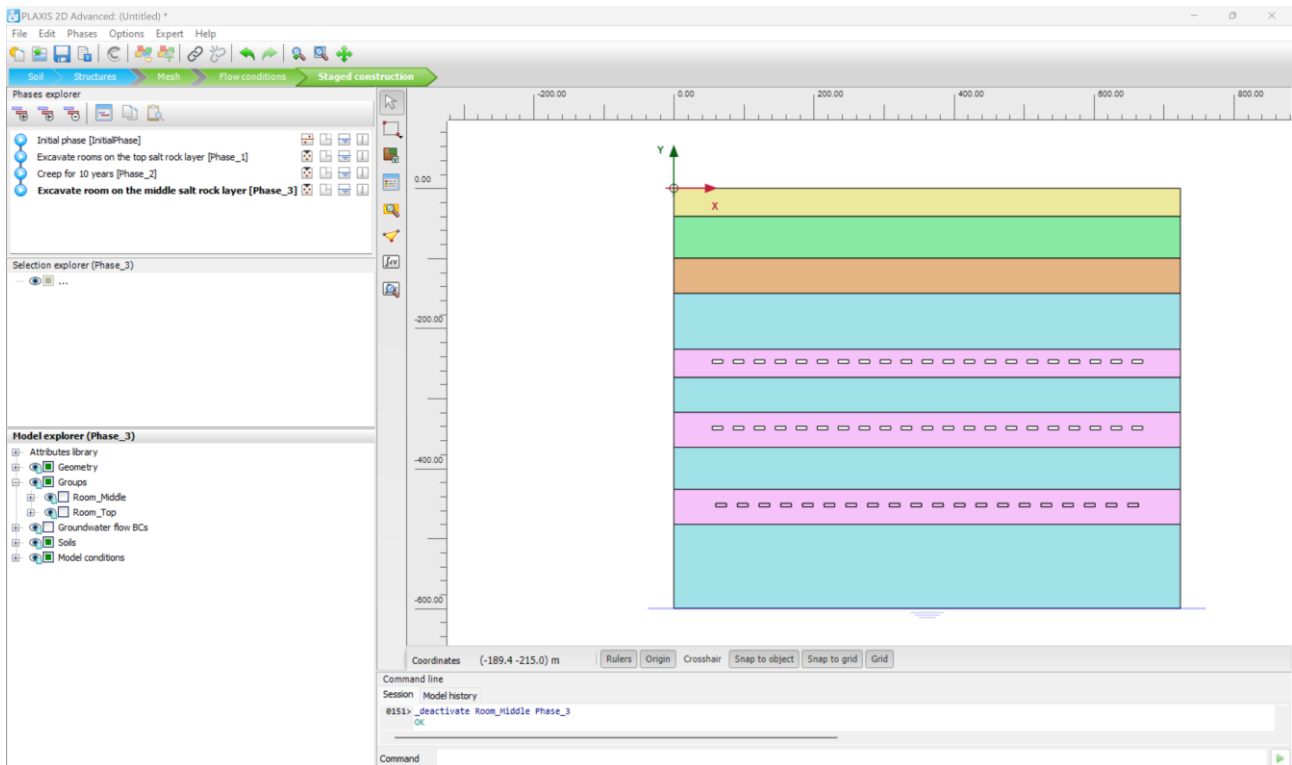 PLAXIS 2D Advanced: (Untitled) *
File Edit Phases Options Expert Help
Soil Structures Mesh Flow conditions Staged construction
Phases explorer
Initial phase [InitialPhase]
Excavate rooms on the top salt rock layer [Phase_1]
Creep for 10 years [Phase_2]
Excavate room on the middle salt rock layer [Phase_3]
Selection explorer (Phase_3)
...
Model explorer (Phase_3)
Attributes library
Geometry
Groups
Room_Middle
Room_Top
Groundwater flow BCs
Soils
Model conditions
-200.00 0.00 200.00 400.00 600.00 800.00
Y
0.00
X
-200.00
-400.00
-600.00
Coordinates (-189.4 -215.0) m Rulers Origin Crosshair Snap to object Snap to grid Grid
Command line
Session Model history
0151> _deactivate Room_Middle Phase_3
OK
Command